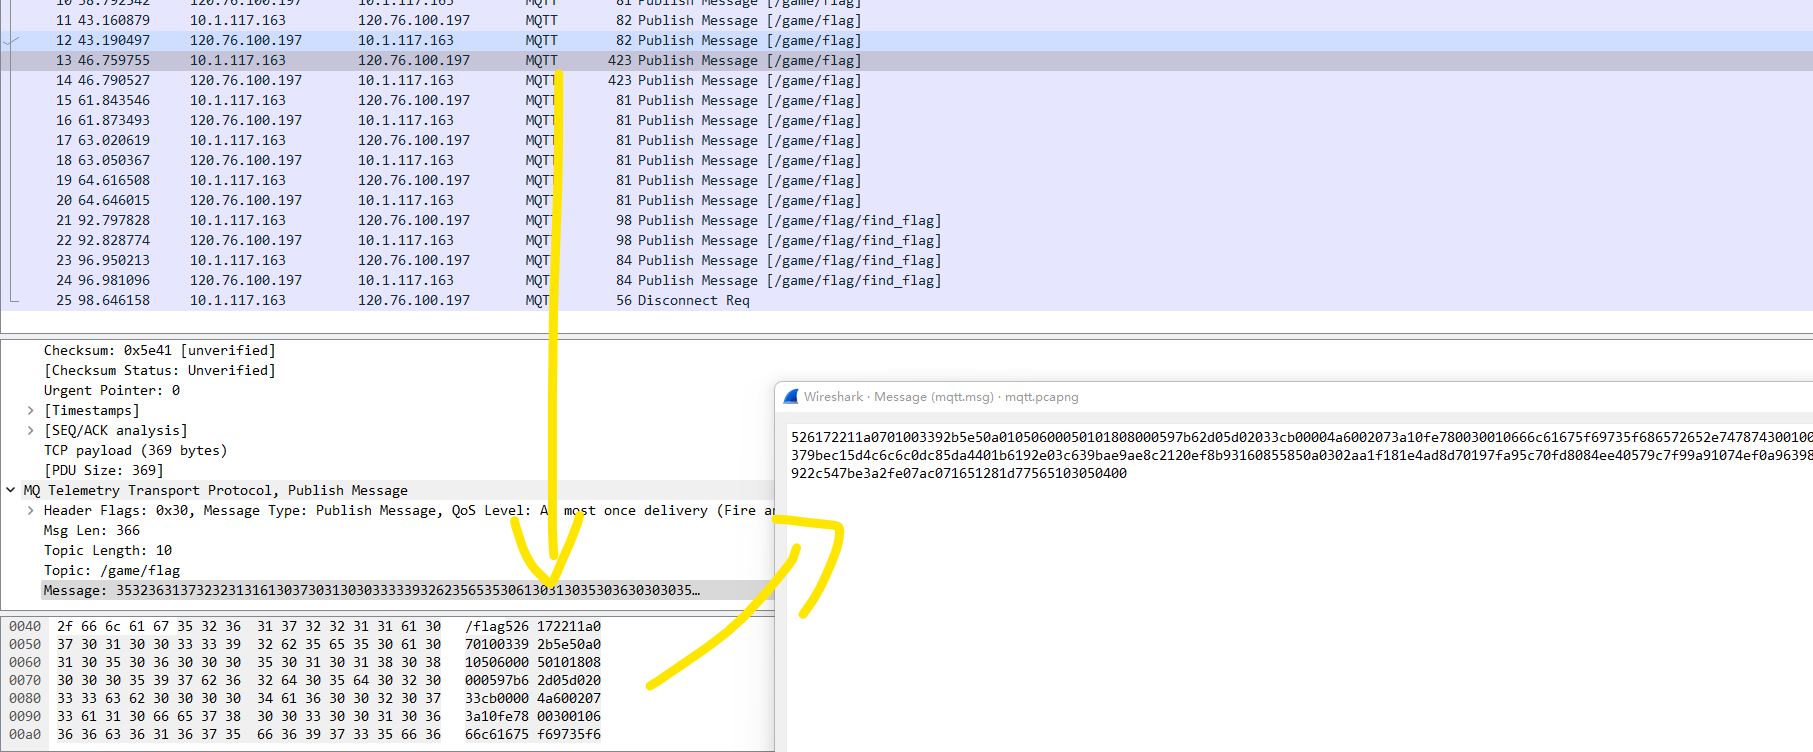 10 38.792342 120.76.100.197 10.1.117.163 MQTT 81 Publish Message [/game/flag]
11 43.160879 10.1.117.163 120.76.100.197 MQTT 82 Publish Message [/game/flag]
12 43.190497 120.76.100.197 10.1.117.163 MQTT 82 Publish Message [/game/flag]
13 46.759755 10.1.117.163 120.76.100.197 MQTT 423 Publish Message [/game/flag]
14 46.790527 120.76.100.197 10.1.117.163 MQTT 423 Publish Message [/game/flag]
15 61.843546 10.1.117.163 120.76.100.197 MQTT 81 Publish Message [/game/flag]
16 61.873493 120.76.100.197 10.1.117.163 MQTT 81 Publish Message [/game/flag]
17 63.020619 10.1.117.163 120.76.100.197 MQTT 81 Publish Message [/game/flag]
18 63.050367 120.76.100.197 10.1.117.163 MQTT 81 Publish Message [/game/flag]
19 64.616508 10.1.117.163 120.76.100.197 MQTT 81 Publish Message [/game/flag]
20 64.646015 120.76.100.197 10.1.117.163 MQTT 81 Publish Message [/game/flag]
21 92.797828 10.1.117.163 120.76.100.197 MQTT 98 Publish Message [/game/flag/find_flag]
22 92.828774 120.76.100.197 10.1.117.163 MQTT 98 Publish Message [/game/flag/find_flag]
23 96.950213 10.1.117.163 120.76.100.197 MQTT 84 Publish Message [/game/flag/find_flag]
24 96.981096 120.76.100.197 10.1.117.163 MQTT 84 Publish Message [/game/flag/find_flag]
25 98.646158 10.1.117.163 120.76.100.197 MQTT 56 Disconnect Req
Checksum: 0x5e41 [unverified]
[Checksum Status: Unverified]
Urgent Pointer: 0
[Timestamps]
[SEQ/ACK analysis]
TCP payload (369 bytes)
[PDU Size: 369]
MQ Telemetry Transport Protocol, Publish Message
Header Flags: 0x30, Message Type: Publish Message, QoS Level: At most once delivery (Fire an
Msg Len: 366
Topic Length: 10
Topic: /game/flag
Message: 35323631373232313161303730313030333339326235653530613031303530363030303035…
0040 2f 66 6c 61 67 35 32 36 31 37 32 32 31 31 61 30 /flag526 172211a0
0050 37 30 31 30 30 33 33 39 32 62 35 65 35 30 61 30 70100339 2b5e50a0
0060 31 30 35 30 36 30 30 30 35 30 31 30 31 38 30 38 10506000 50101808
0070 30 30 30 35 39 37 62 36 32 64 30 35 64 30 32 30 000597b6 2d05d020
0080 33 33 63 62 30 30 30 30 34 61 36 30 30 32 30 37 33cb0000 4a600207
0090 33 61 31 30 66 65 37 38 30 30 33 30 30 31 30 36 3a10fe78 00300106
00a0 36 36 63 36 31 36 37 35 66 36 39 37 33 35 66 36 66c61675 f69735f6
Wireshark · Message (mqtt.msg) · mqtt.pcapng
526172211a0701003392b5e50a01050600050101808000597b62d05d02033cb00004a6002073a10fe780030010666c61675f69735f686572652e747874300100
379bec15d4c6c6c0dc85da4401b6192e03c639bae9ae8c2120ef8b93160855850a0302aa1f181e4ad8d70197fa95c70fd8084ee40579c7f99a91074ef0a96398
922c547be3a2fe07ac071651281d77565103050400